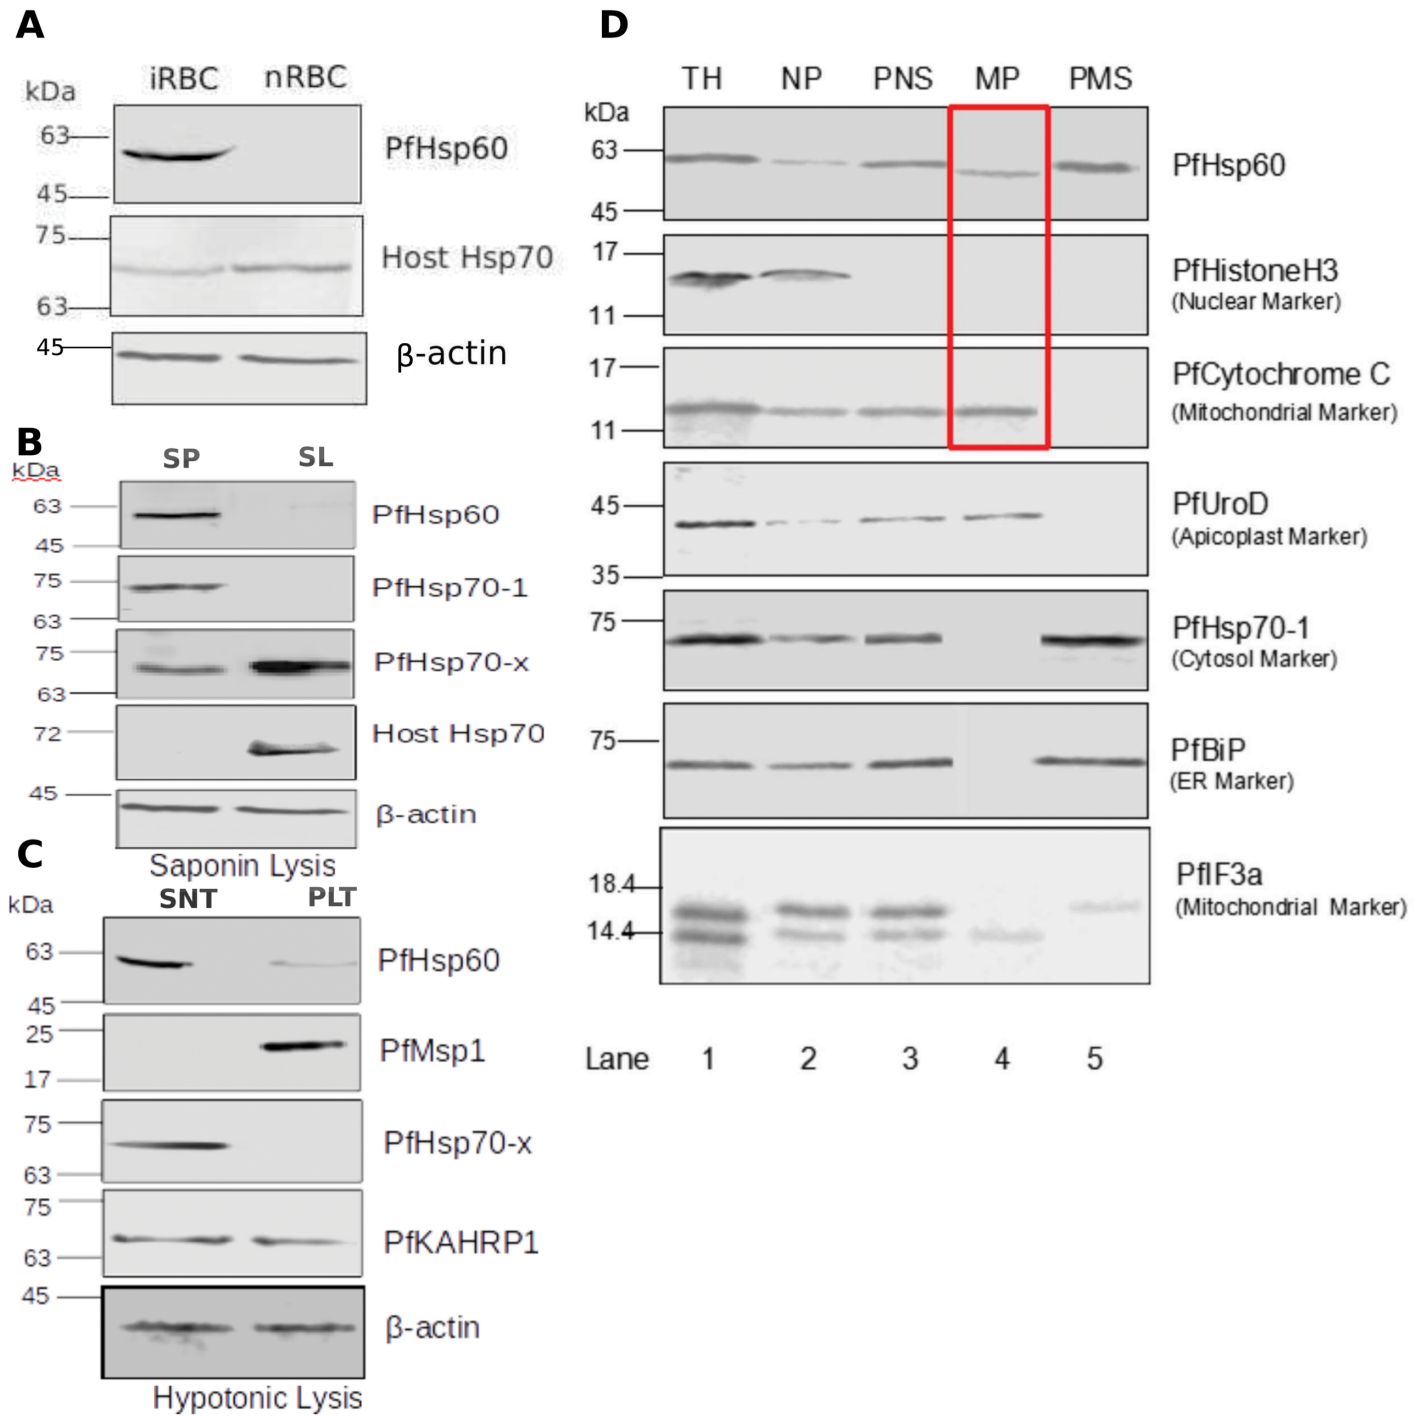 A
iRBC nRBC
kDa
63
PfHsp60
45
75
Host Hsp70
63
45
β-actin
B
kDa
SP SL
63
PfHsp60
45
75
PfHsp70-1
63
75
PfHsp70-x
63
72
Host Hsp70
45
β-actin
Saponin Lysis
C
kDa
SNT PLT
63
PfHsp60
45
25
PfMsp1
17
75
PfHsp70-x
63
75
PfKAHRP1
63
45
β-actin
Hypotonic Lysis
D
TH NP PNS MP PMS
kDa
63
PfHsp60
45
17
PfHistoneH3
(Nuclear Marker)
11
17
PfCytochrome C
(Mitochondrial Marker)
11
45
PfUroD
(Apicoplast Marker)
35
75
PfHsp70-1
(Cytosol Marker)
75
PfBiP
(ER Marker)
18.4
PfIF3a
(Mitochondrial Marker)
14.4
Lane 1 2 3 4 5